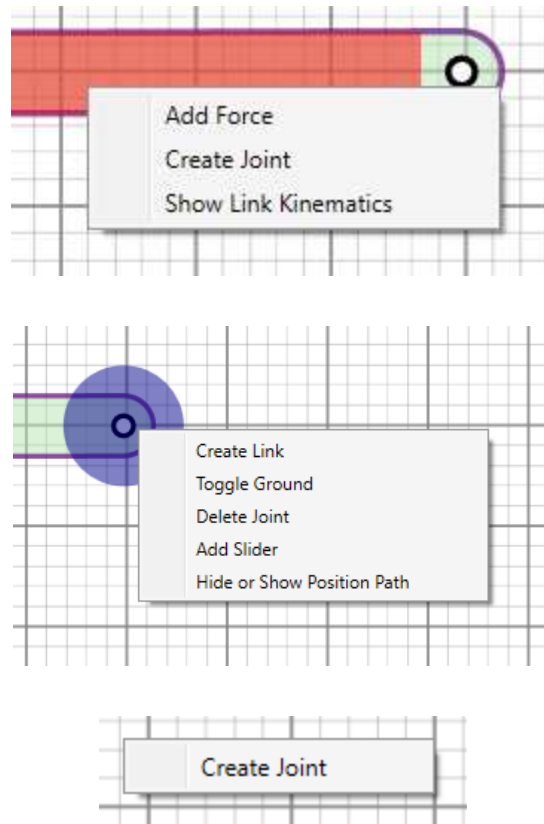 Add Force
Create Joint
Show Link Kinematics
Create Link
Toggle Ground
Delete Joint
Add Slider
Hide or Show Position Path
Create Joint